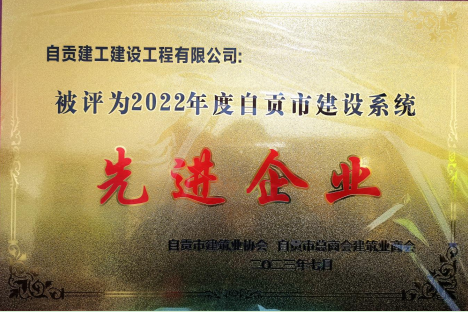 自贡建工建设工程有限公司:
被评为2022年度自贡市建设系统
先进企业
自贡市建筑业协会 自贡市总商会建筑业商会
二〇二三年七月